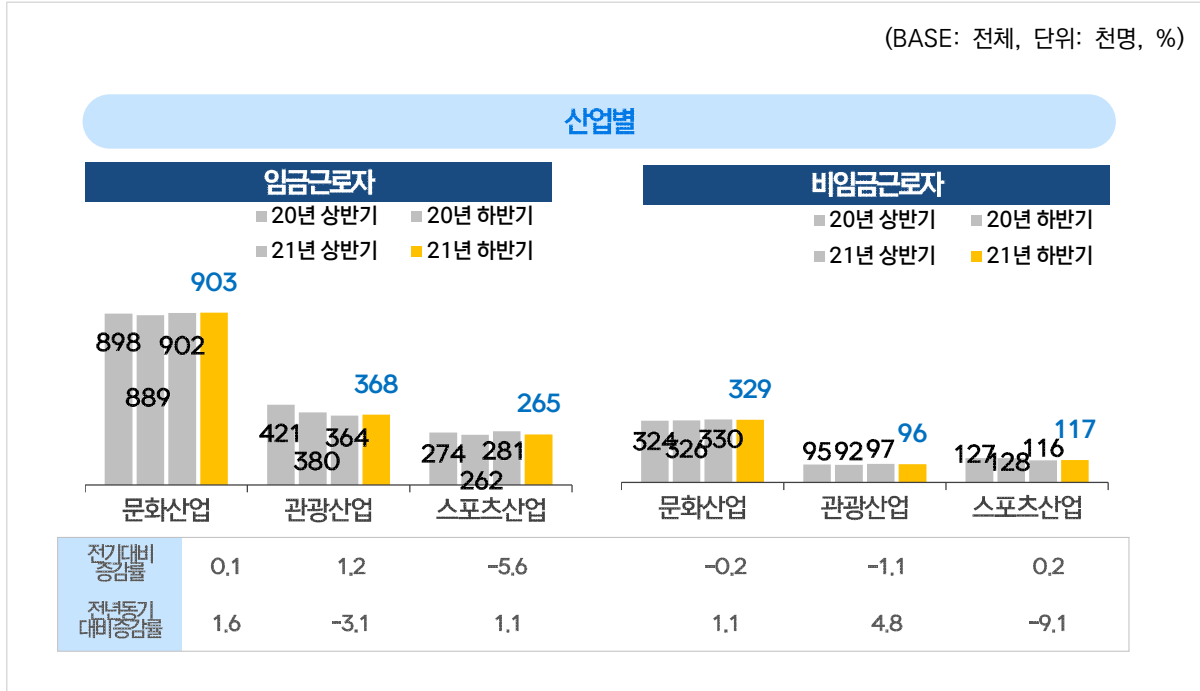 (BASE: 전체, 단위: 천명, %)
산업별
임금근로자
비임금근로자
20년 상반기 20년 하반기
21년 상반기 21년 하반기
20년 상반기 20년 하반기
21년 상반기 21년 하반기
898 889 902 903
421 380 364 368
274 262 281 265
324 326 330 329
95 92 97 96
127 128 116 117
문화산업 관광산업 스포츠산업
문화산업 관광산업 스포츠산업
전기대비
증감률
0.1 1.2 -5.6 -0.2 -1.1 0.2
전년동기
대비증감률
1.6 -3.1 1.1 1.1 4.8 -9.1